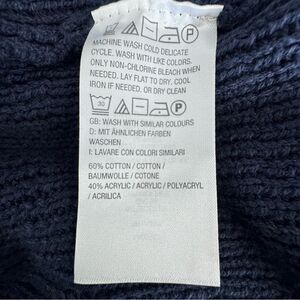 MACHINE WASH COLD DELICATE
CYCLE. WASH WITH LIKE COLORS.
ONLY NON-CHLORINE BLEACH WHEN
NEEDED. LAY FLAT TO DRY. COOL
IRON IF NEEDED. OR DRY CLEAN
30 P
GB: WASH WITH SIMILAR COLOURS
D: MIT ÄHNLICHEN FARBEN
WASCHEN
I: LAVARE CON COLORI SIMILARI
60% COTTON / COTTON /
BAUMWOLLE / COTONE
40% ACRYLIC / ACRYLIC / POLYACRYL
/ ACRILICA